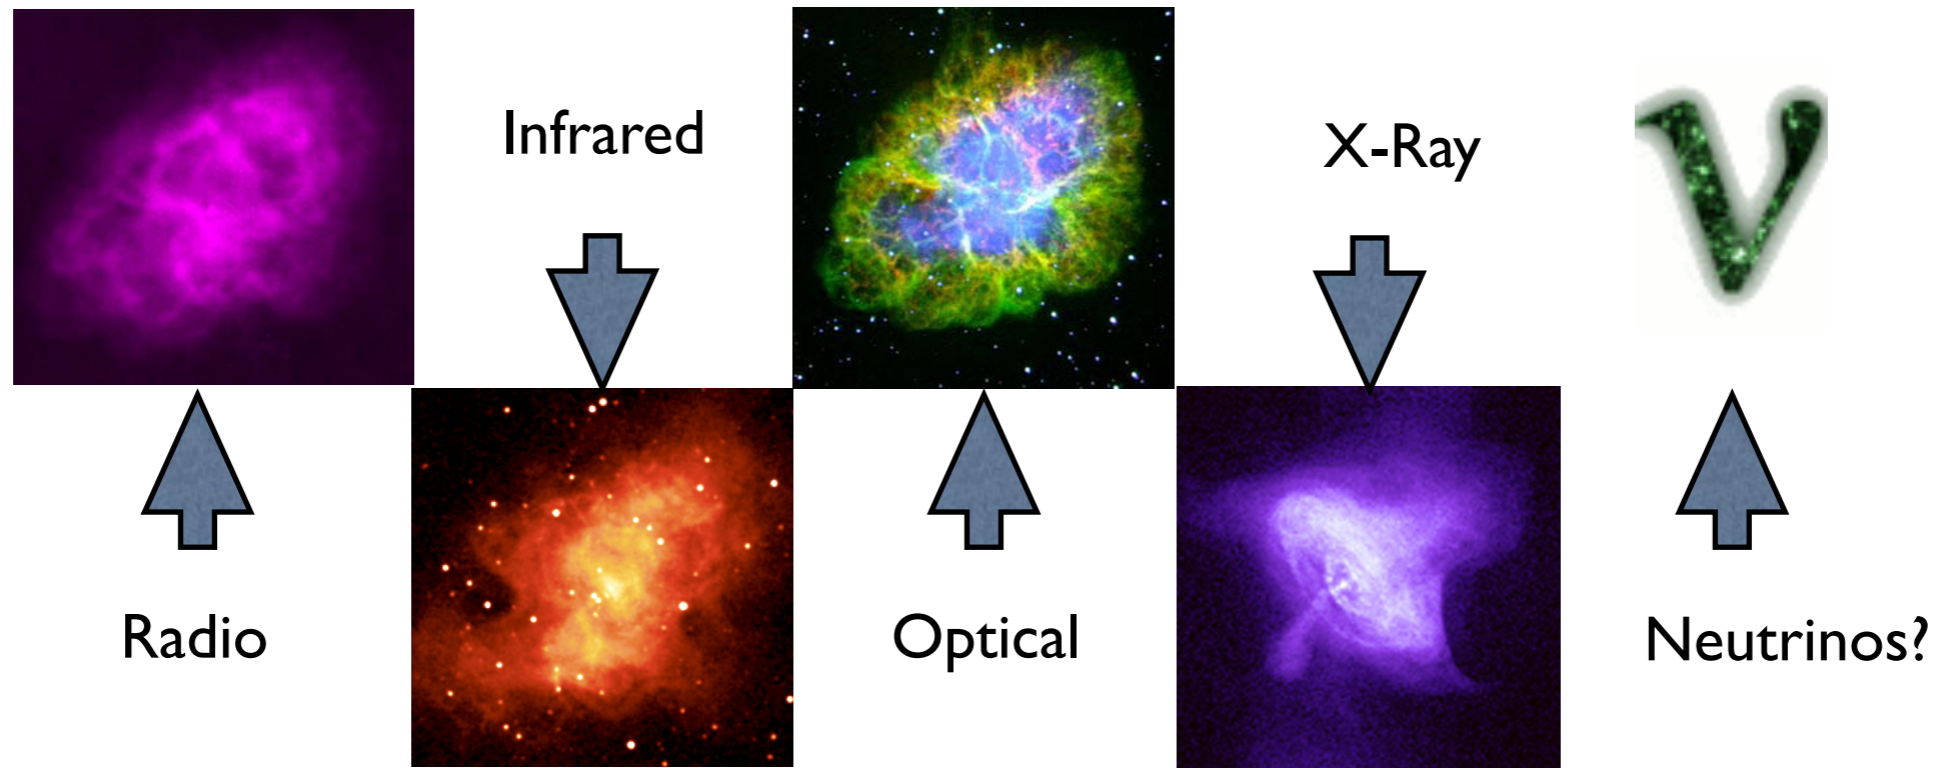 Infrared
X-Ray
ν
Radio
Optical
Neutrinos?